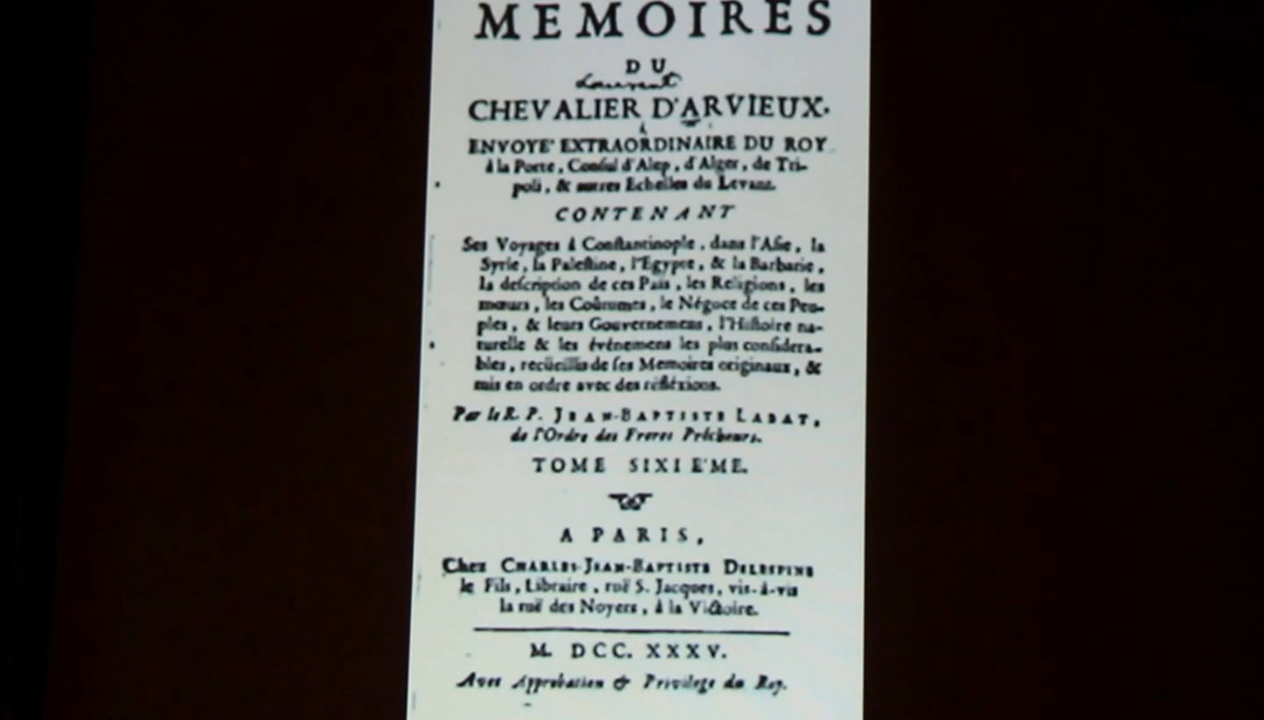 MEMOIRES
DU
Laurent
CHEVALIER D'ARVIEUX.
ENVOYE' EXTRAORDINAIRE DU ROY
à la Porte, Consul d'Alep, d'Alger, de Tri-
poli, & autres Echelles du Levant.
CONTENANT
Ses Voyages à Constantinople, dans l'Asie, la
Syrie, la Palestine, l'Egypte, & la Barbarie,
la description de ces Païs, les Religions, les
mœurs, les Coûtumes, le Négoce de ces Peu-
ples, & leurs Gouvernemens, l'Histoire na-
turelle & les événemens les plus considera-
bles, recüeillis de ses Memoires originaux, &
mis en ordre avec des réfléxions.
Par le R. P. JEAN-BAPTISTE LABAT,
de l'Ordre des Freres Prêcheurs.
TOME SIXIE'ME.
A PARIS,
Chez CHARLES-JEAN-BAPTISTE DELESPINE
le Fils, Libraire, ruë S. Jacques, vis-à-vis
la ruë des Noyers, à la Victoire.
M. DCC. XXXV.
Avec Approbation & Privilege du Roy.